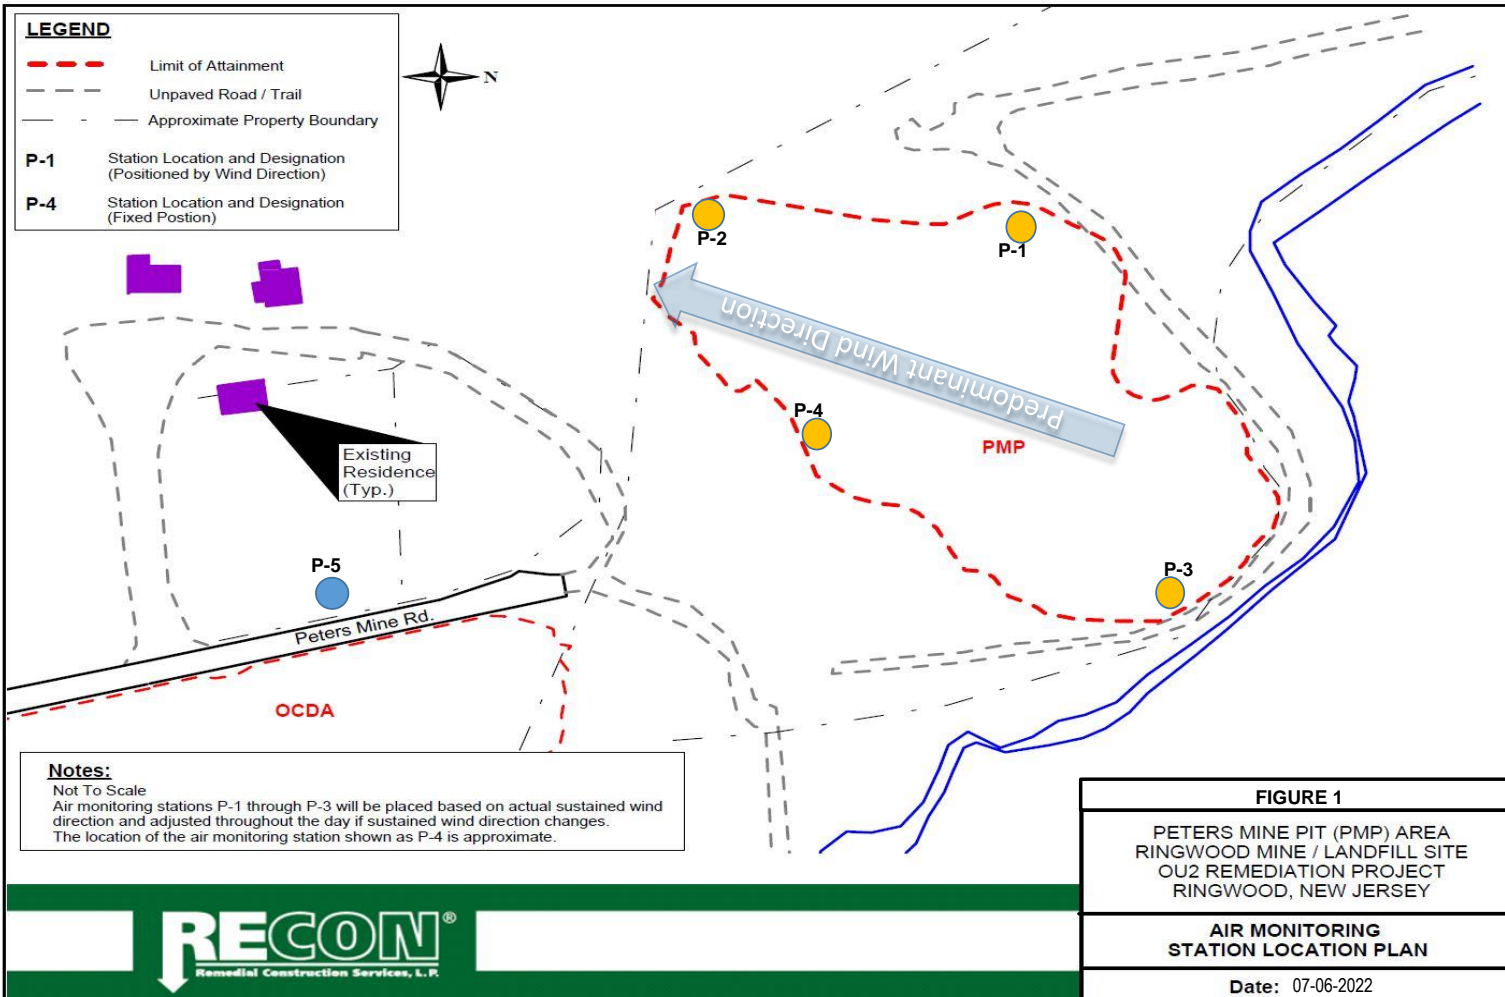 LEGEND
Limit of Attainment
Unpaved Road / Trail
Approximate Property Boundary
P-1 Station Location and Designation
(Positioned by Wind Direction)
P-4 Station Location and Designation
(Fixed Postion)
N
P-2
P-1
Predominant Wind Direction
P-4
PMP
Existing
Residence
(Typ.)
P-5
P-3
Peters Mine Rd.
OCDA
Notes:
Not To Scale
Air monitoring stations P-1 through P-3 will be placed based on actual sustained wind
direction and adjusted throughout the day if sustained wind direction changes.
The location of the air monitoring station shown as P-4 is approximate.
RECON®
Remedial Construction Services, L.P.
FIGURE 1
PETERS MINE PIT (PMP) AREA
RINGWOOD MINE / LANDFILL SITE
OU2 REMEDIATION PROJECT
RINGWOOD, NEW JERSEY
AIR MONITORING
STATION LOCATION PLAN
Date: 07-06-2022